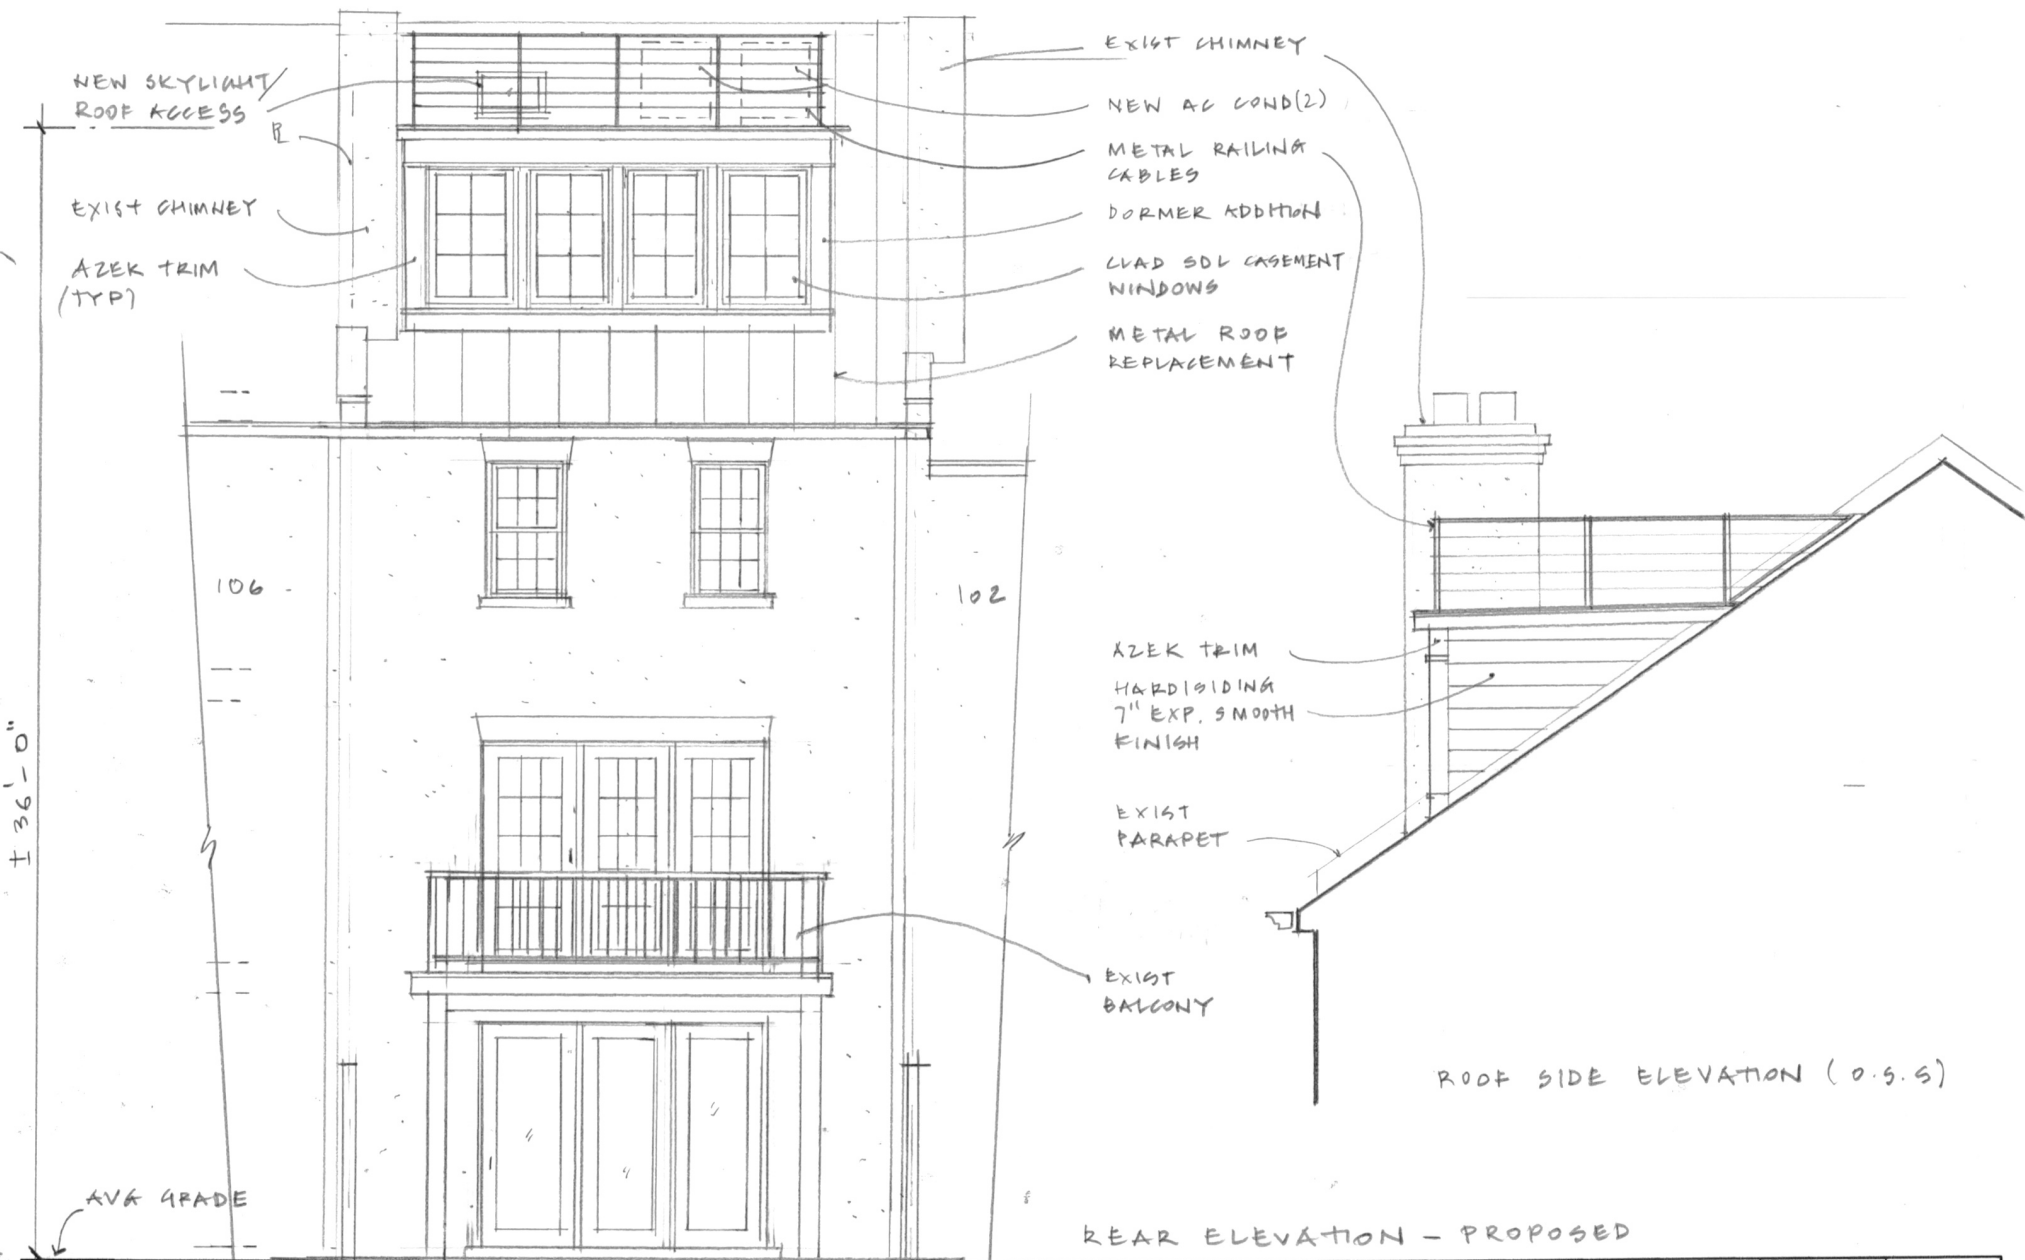 NEW SKYLIGHT/
ROOF ACCESS
PL
EXIST CHIMNEY
AZEK TRIM
(TYP)
± 36'-0"
106
AVG GRADE
EXIST CHIMNEY
NEW AC COND(2)
METAL RAILING
CABLES
DORMER ADDITION
CLAD SDL CASEMENT
WINDOWS
METAL ROOF
REPLACEMENT
102
AZEK TRIM
HARDISIDING
7" EXP. SMOOTH
FINISH
EXIST
PARAPET
EXIST
BALCONY
ROOF SIDE ELEVATION (O.S.S)
REAR ELEVATION - PROPOSED